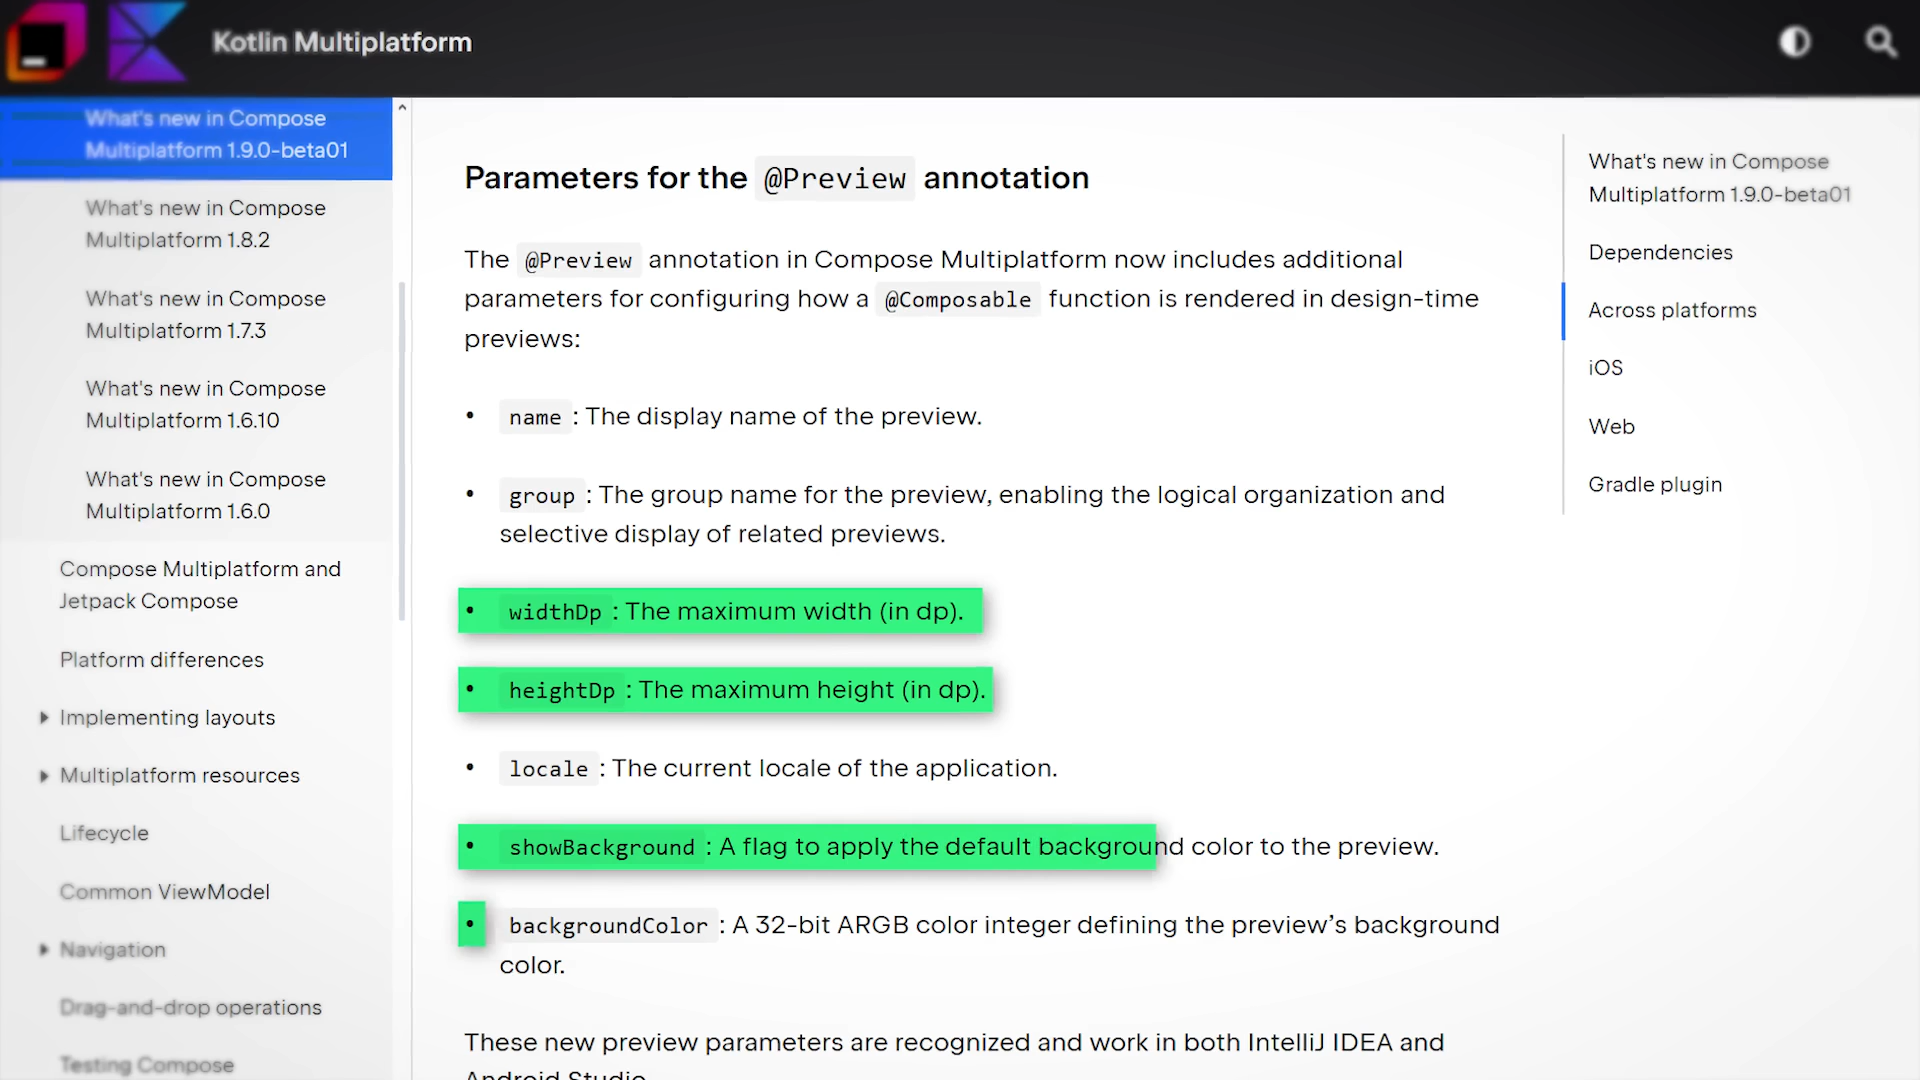 Kotlin Multiplatform
What's new in Compose
Multiplatform 1.9.0-beta01
What's new in Compose
Multiplatform 1.8.2
What's new in Compose
Multiplatform 1.7.3
What's new in Compose
Multiplatform 1.6.10
What's new in Compose
Multiplatform 1.6.0
Compose Multiplatform and
Jetpack Compose
Platform differences
Implementing layouts
Multiplatform resources
Lifecycle
Common ViewModel
Navigation
Drag-and-drop operations
Testing Compose
Parameters for the @Preview annotation
The @Preview annotation in Compose Multiplatform now includes additional
parameters for configuring how a @Composable function is rendered in design-time
previews:
• name : The display name of the preview.
• group : The group name for the preview, enabling the logical organization and
selective display of related previews.
• widthDp : The maximum width (in dp).
• heightDp : The maximum height (in dp).
• locale : The current locale of the application.
• showBackground : A flag to apply the default background color to the preview.
• backgroundColor : A 32-bit ARGB color integer defining the preview’s background
color.
These new preview parameters are recognized and work in both IntelliJ IDEA and
Android Studio.
What's new in Compose
Multiplatform 1.9.0-beta01
Dependencies
Across platforms
iOS
Web
Gradle plugin